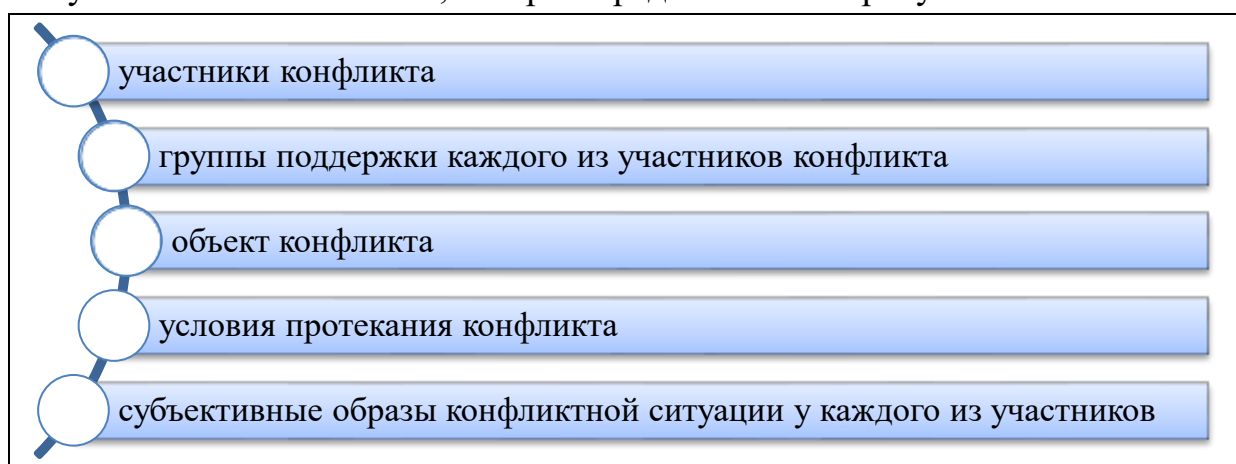 участники конфликта
группы поддержки каждого из участников конфликта
объект конфликта
условия протекания конфликта
субъективные образы конфликтной ситуации у каждого из участников